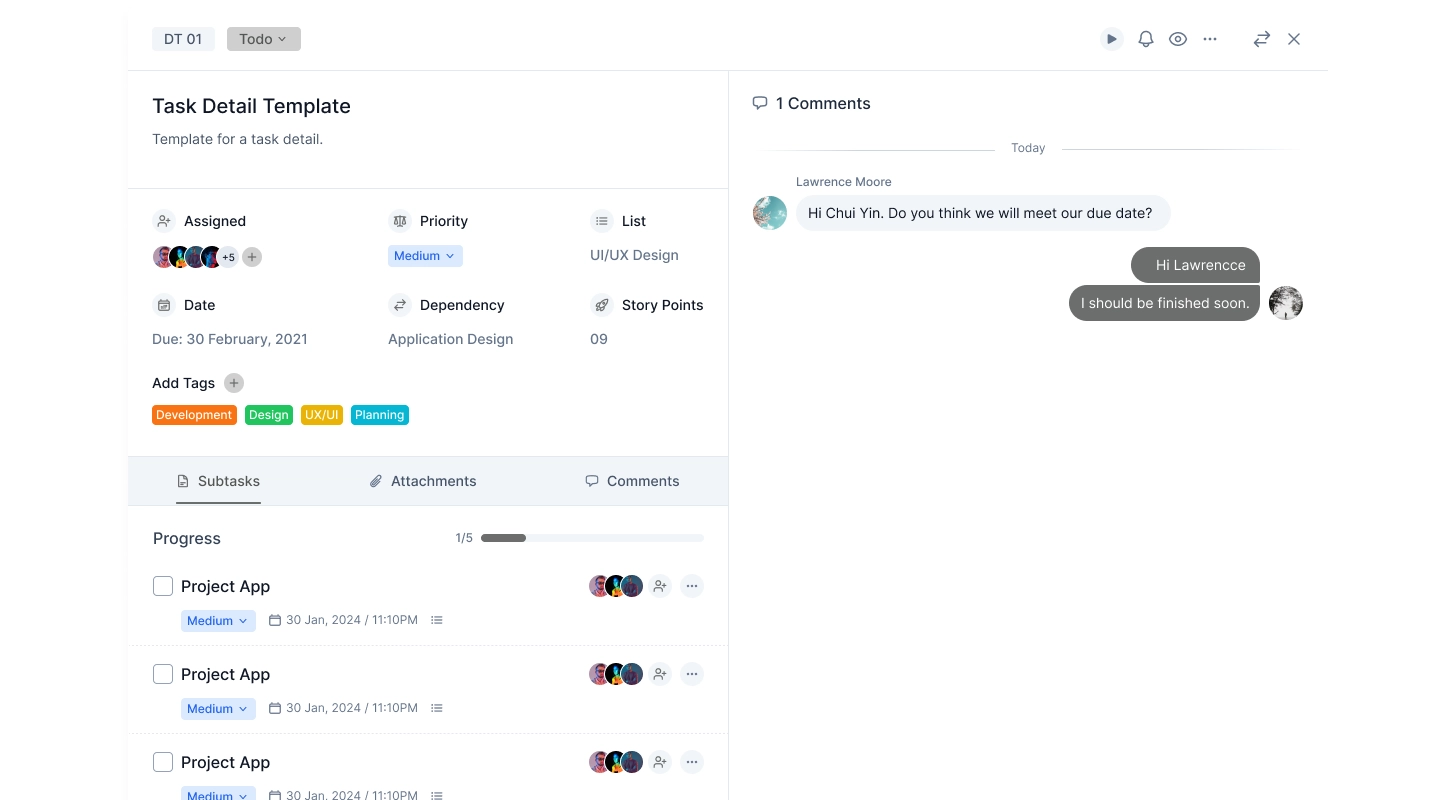 DT 01
Todo
Task Detail Template
Template for a task detail.
Assigned
Priority
List
+5
Medium
UI/UX Design
Date
Dependency
Story Points
Due: 30 February, 2021
Application Design
09
Add Tags
Development
Design
UX/UI
Planning
Subtasks
Attachments
Comments
Progress
1/5
Project App
Medium
30 Jan, 2024 / 11:10PM
Project App
Medium
30 Jan, 2024 / 11:10PM
Project App
Medium
30 Jan, 2024 / 11:10PM
1 Comments
Today
Lawrence Moore
Hi Chui Yin. Do you think we will meet our due date?
Hi Lawrencce
I should be finished soon.